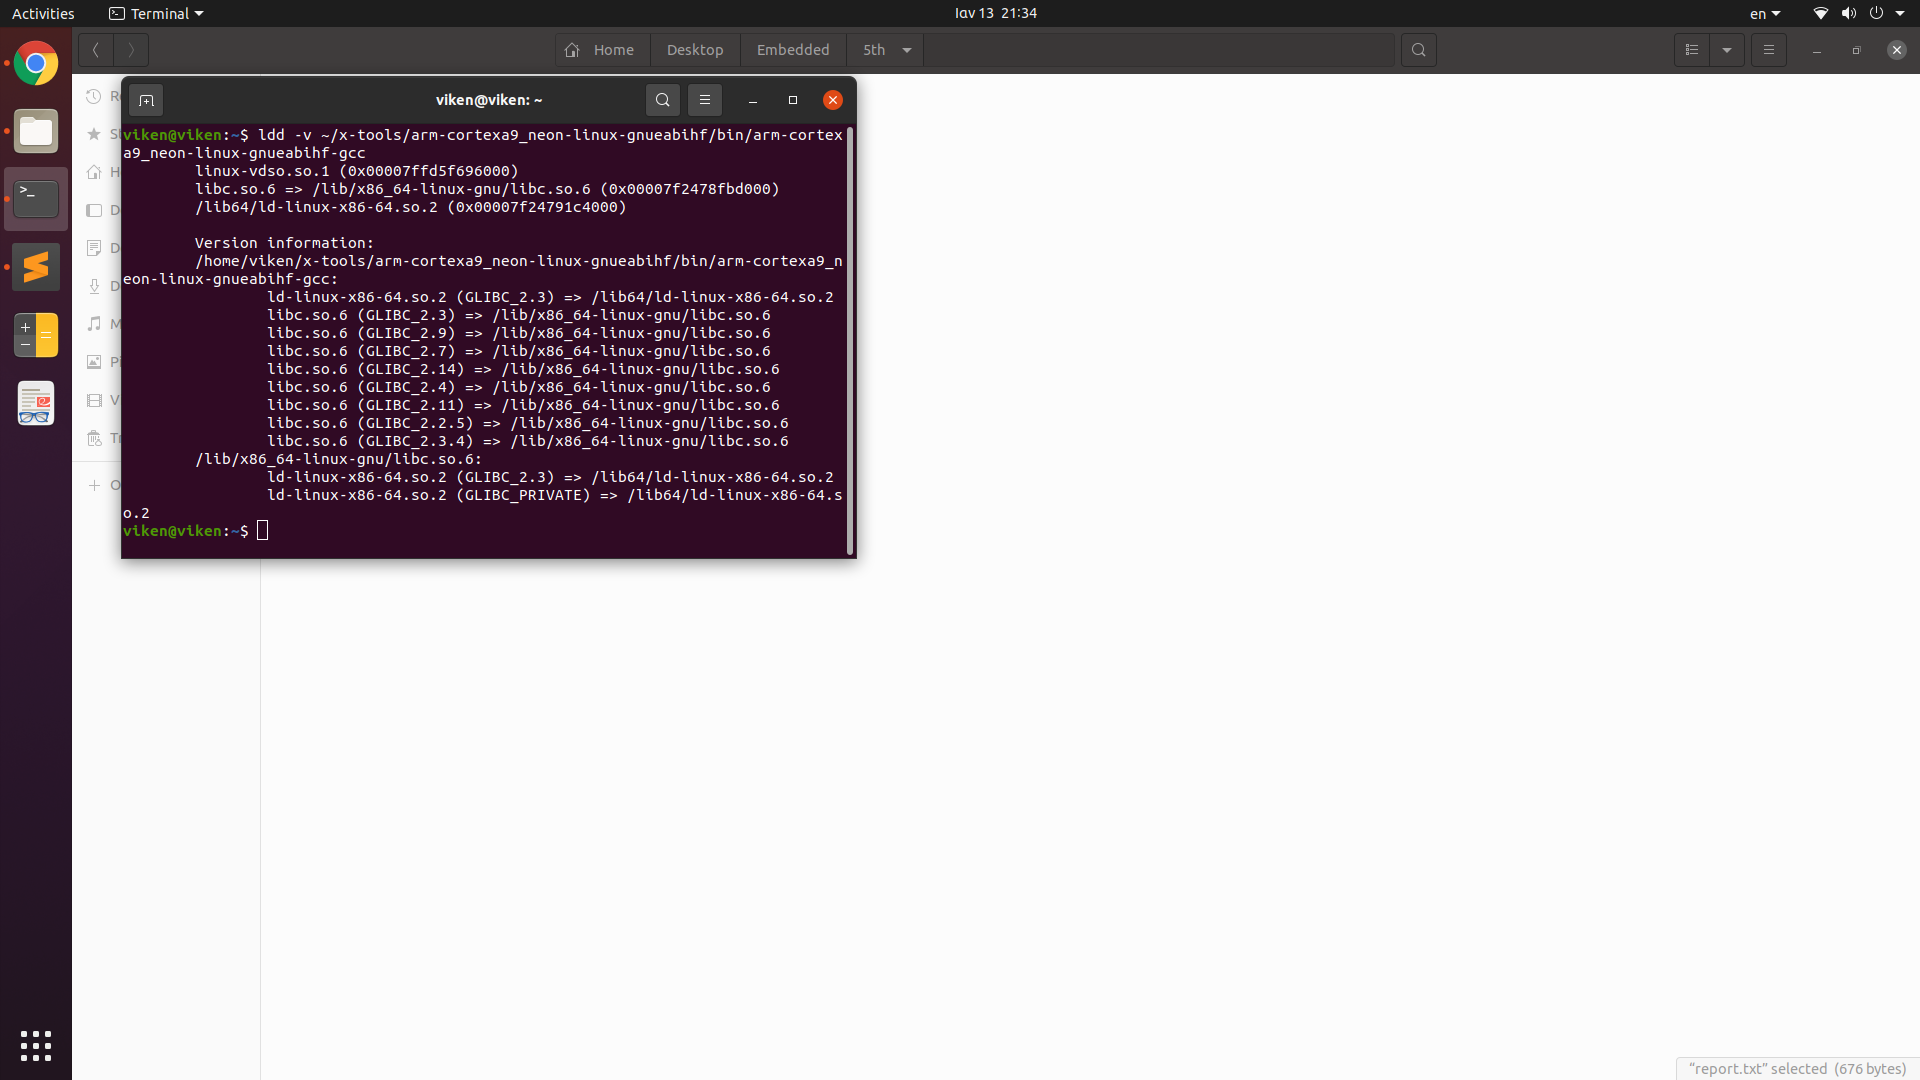 Activities
Terminal
Ιαν 13 21:34
en
Home
Desktop
Embedded
5th
viken@viken: ~
viken@viken:~$ ldd -v ~/x-tools/arm-cortexa9_neon-linux-gnueabihf/bin/arm-cortex
a9_neon-linux-gnueabihf-gcc
linux-vdso.so.1 (0x00007ffd5f696000)
libc.so.6 => /lib/x86_64-linux-gnu/libc.so.6 (0x00007f2478fbd000)
/lib64/ld-linux-x86-64.so.2 (0x00007f24791c4000)
Version information:
/home/viken/x-tools/arm-cortexa9_neon-linux-gnueabihf/bin/arm-cortexa9_n
eon-linux-gnueabihf-gcc:
ld-linux-x86-64.so.2 (GLIBC_2.3) => /lib64/ld-linux-x86-64.so.2
libc.so.6 (GLIBC_2.3) => /lib/x86_64-linux-gnu/libc.so.6
libc.so.6 (GLIBC_2.9) => /lib/x86_64-linux-gnu/libc.so.6
libc.so.6 (GLIBC_2.7) => /lib/x86_64-linux-gnu/libc.so.6
libc.so.6 (GLIBC_2.14) => /lib/x86_64-linux-gnu/libc.so.6
libc.so.6 (GLIBC_2.4) => /lib/x86_64-linux-gnu/libc.so.6
libc.so.6 (GLIBC_2.11) => /lib/x86_64-linux-gnu/libc.so.6
libc.so.6 (GLIBC_2.2.5) => /lib/x86_64-linux-gnu/libc.so.6
libc.so.6 (GLIBC_2.3.4) => /lib/x86_64-linux-gnu/libc.so.6
/lib/x86_64-linux-gnu/libc.so.6:
ld-linux-x86-64.so.2 (GLIBC_2.3) => /lib64/ld-linux-x86-64.so.2
ld-linux-x86-64.so.2 (GLIBC_PRIVATE) => /lib64/ld-linux-x86-64.s
o.2
viken@viken:~$
“report.txt” selected (676 bytes)